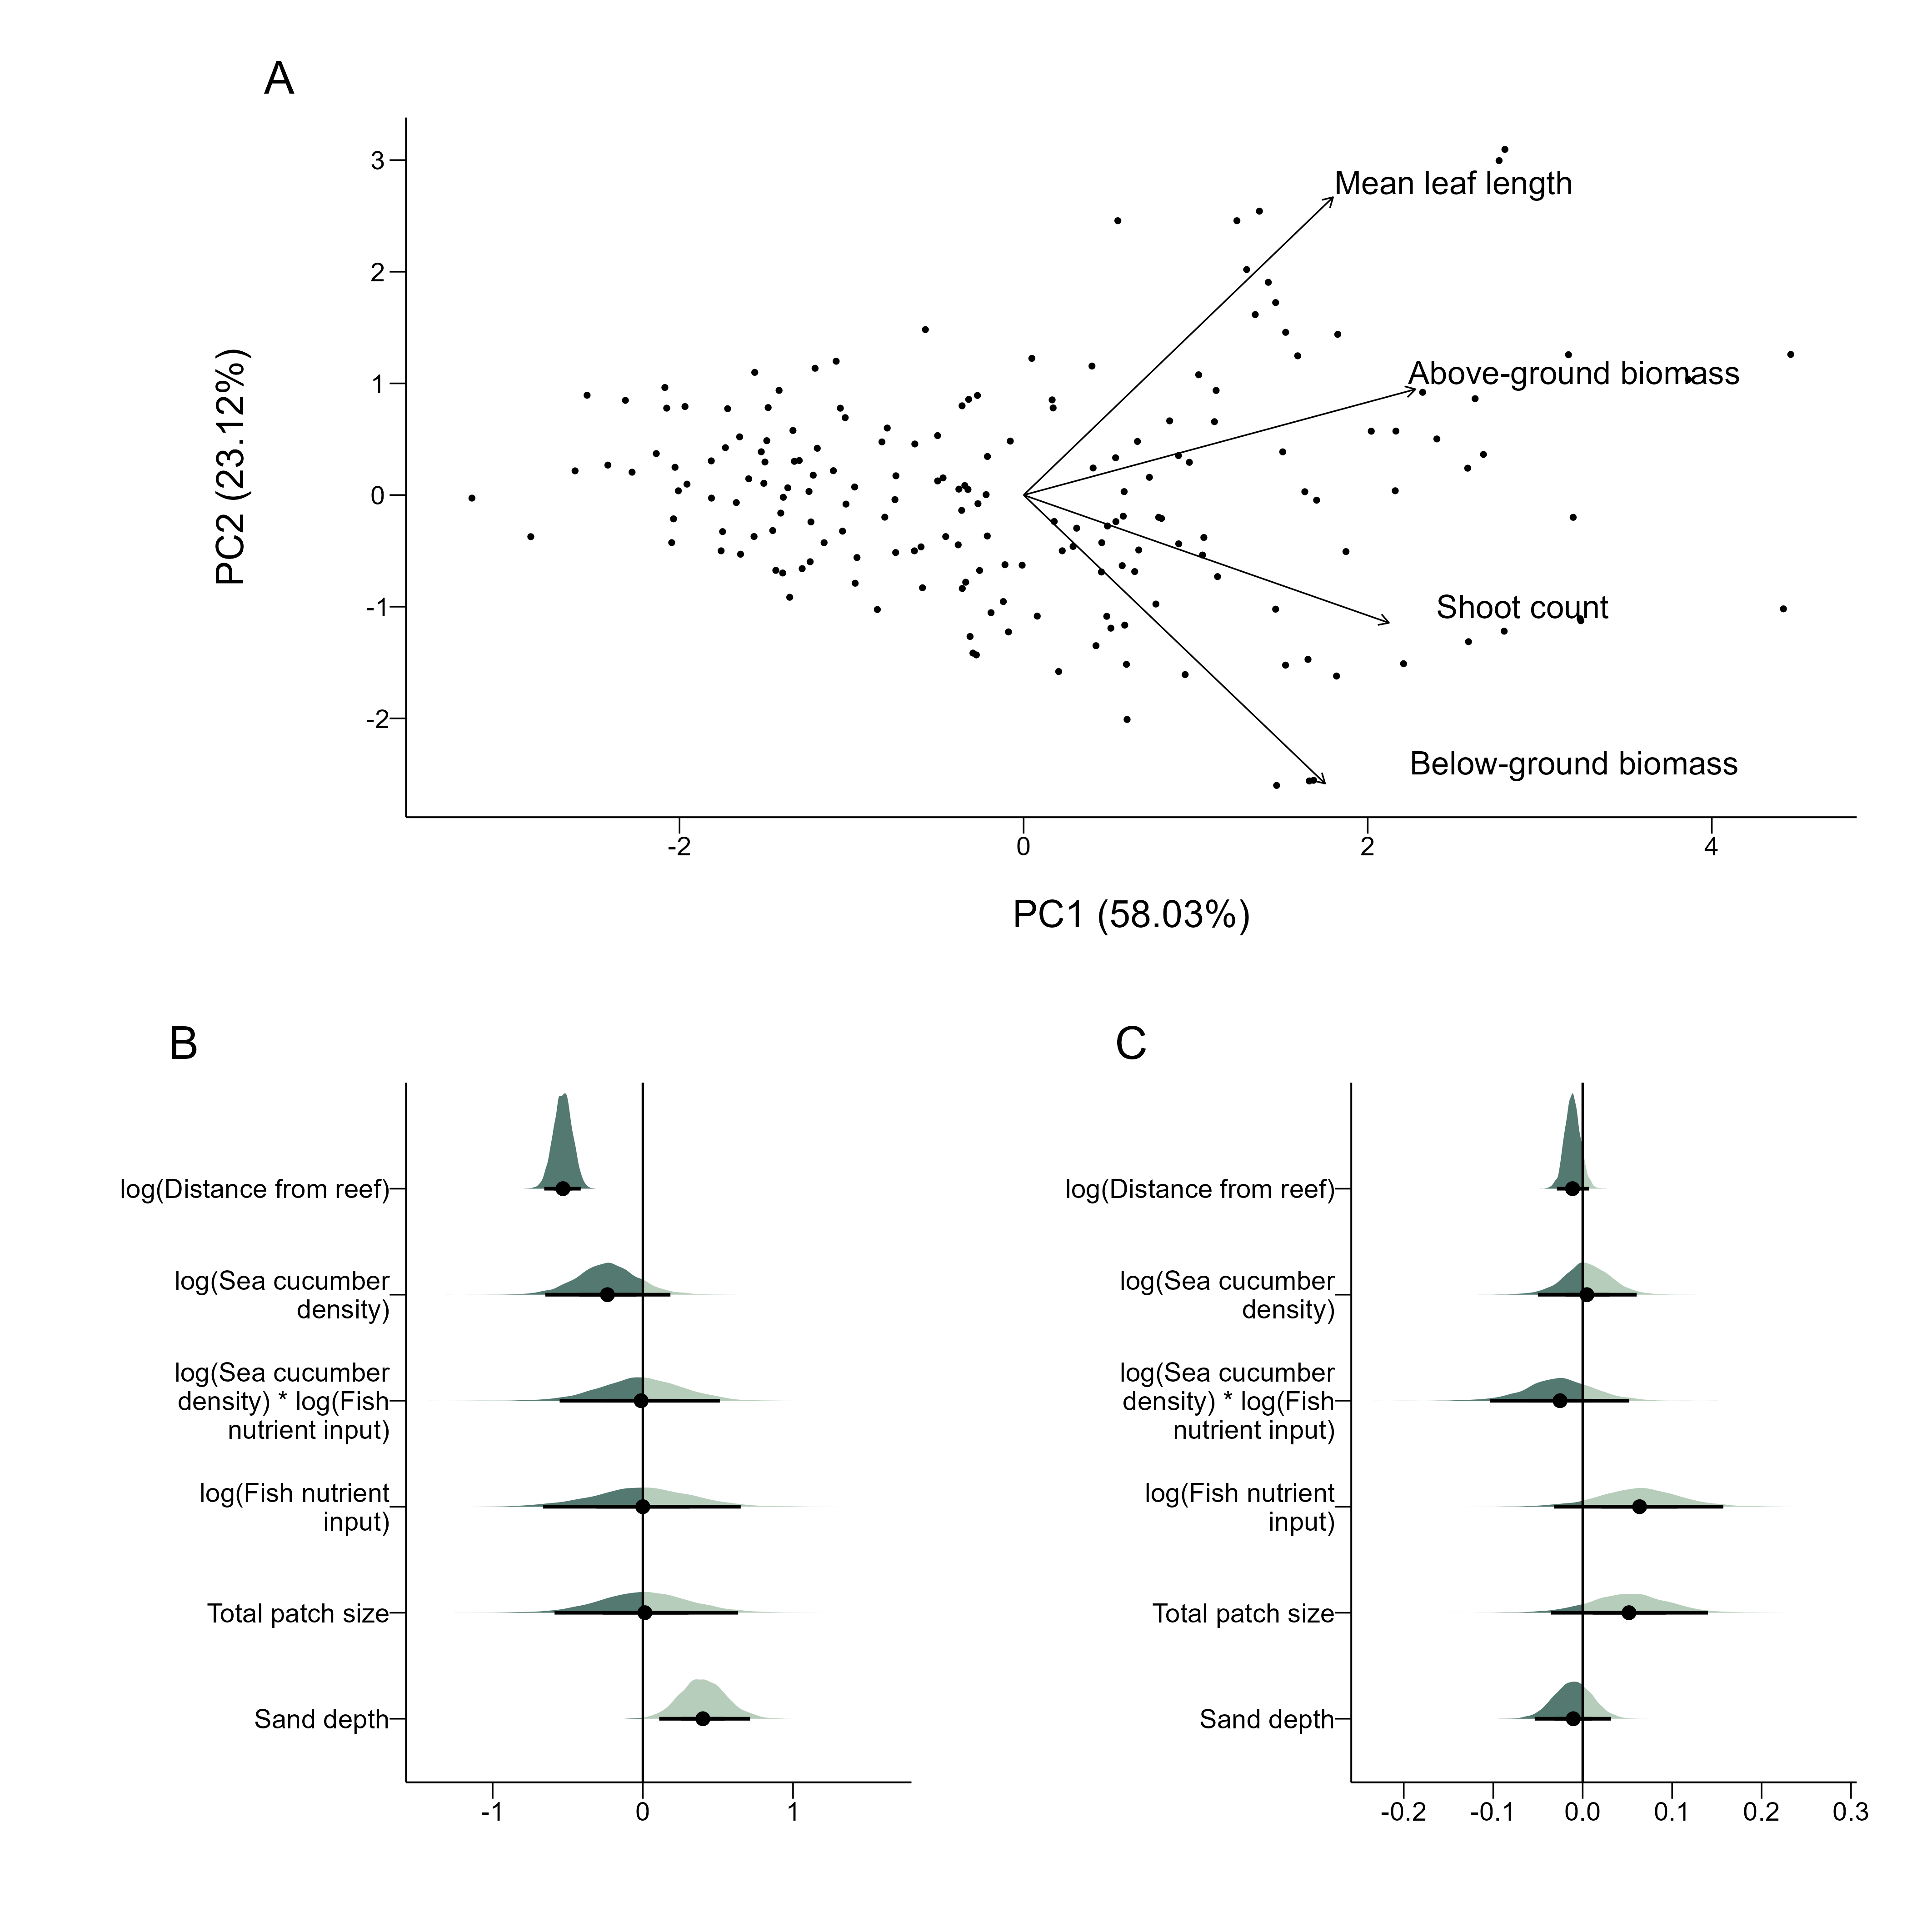 A
3
2
1
0
-1
-2
PC2 (23.12%)
Mean leaf length
Above-ground biomass
Shoot count
Below-ground biomass
-2
0
2
4
PC1 (58.03%)
B
log(Distance from reef)
log(Sea cucumber
density)
log(Sea cucumber
density) * log(Fish
nutrient input)
log(Fish nutrient
input)
Total patch size
Sand depth
-1
0
1
C
log(Distance from reef)
log(Sea cucumber
density)
log(Sea cucumber
density) * log(Fish
nutrient input)
log(Fish nutrient
input)
Total patch size
Sand depth
-0.2
-0.1
0.0
0.1
0.2
0.3